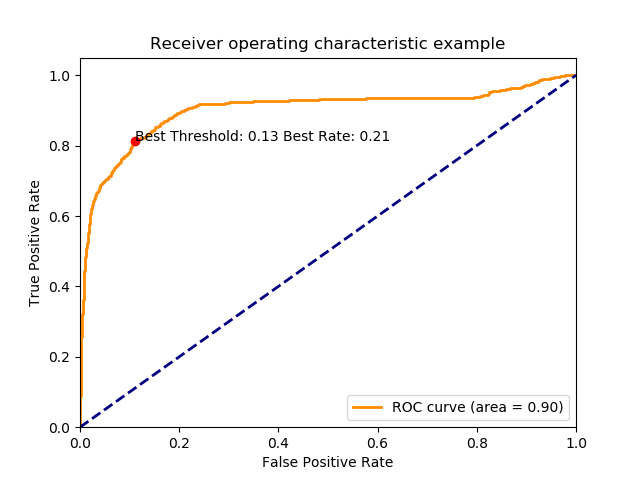 Receiver operating characteristic example
1.0
0.8
0.6
0.4
0.2
0.0
True Positive Rate
Best Threshold: 0.13 Best Rate: 0.21
ROC curve (area = 0.90)
0.0 0.2 0.4 0.6 0.8 1.0
False Positive Rate